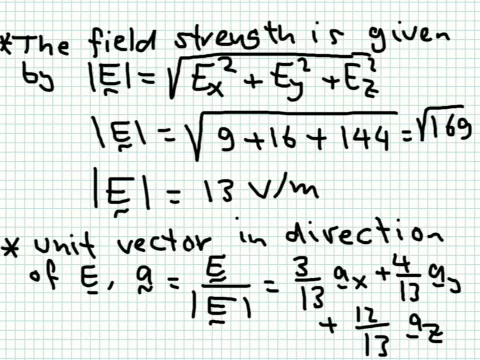 *The field strength is given
by |E| = √(Ex² + Ey² + Ez²)
|E| = √(9+16+144) = √169
|E| = 13 V/m
* unit vector in direction
of E, a = E/|E| = 3/13 ax + 4/13 ay
+ 12/13 az